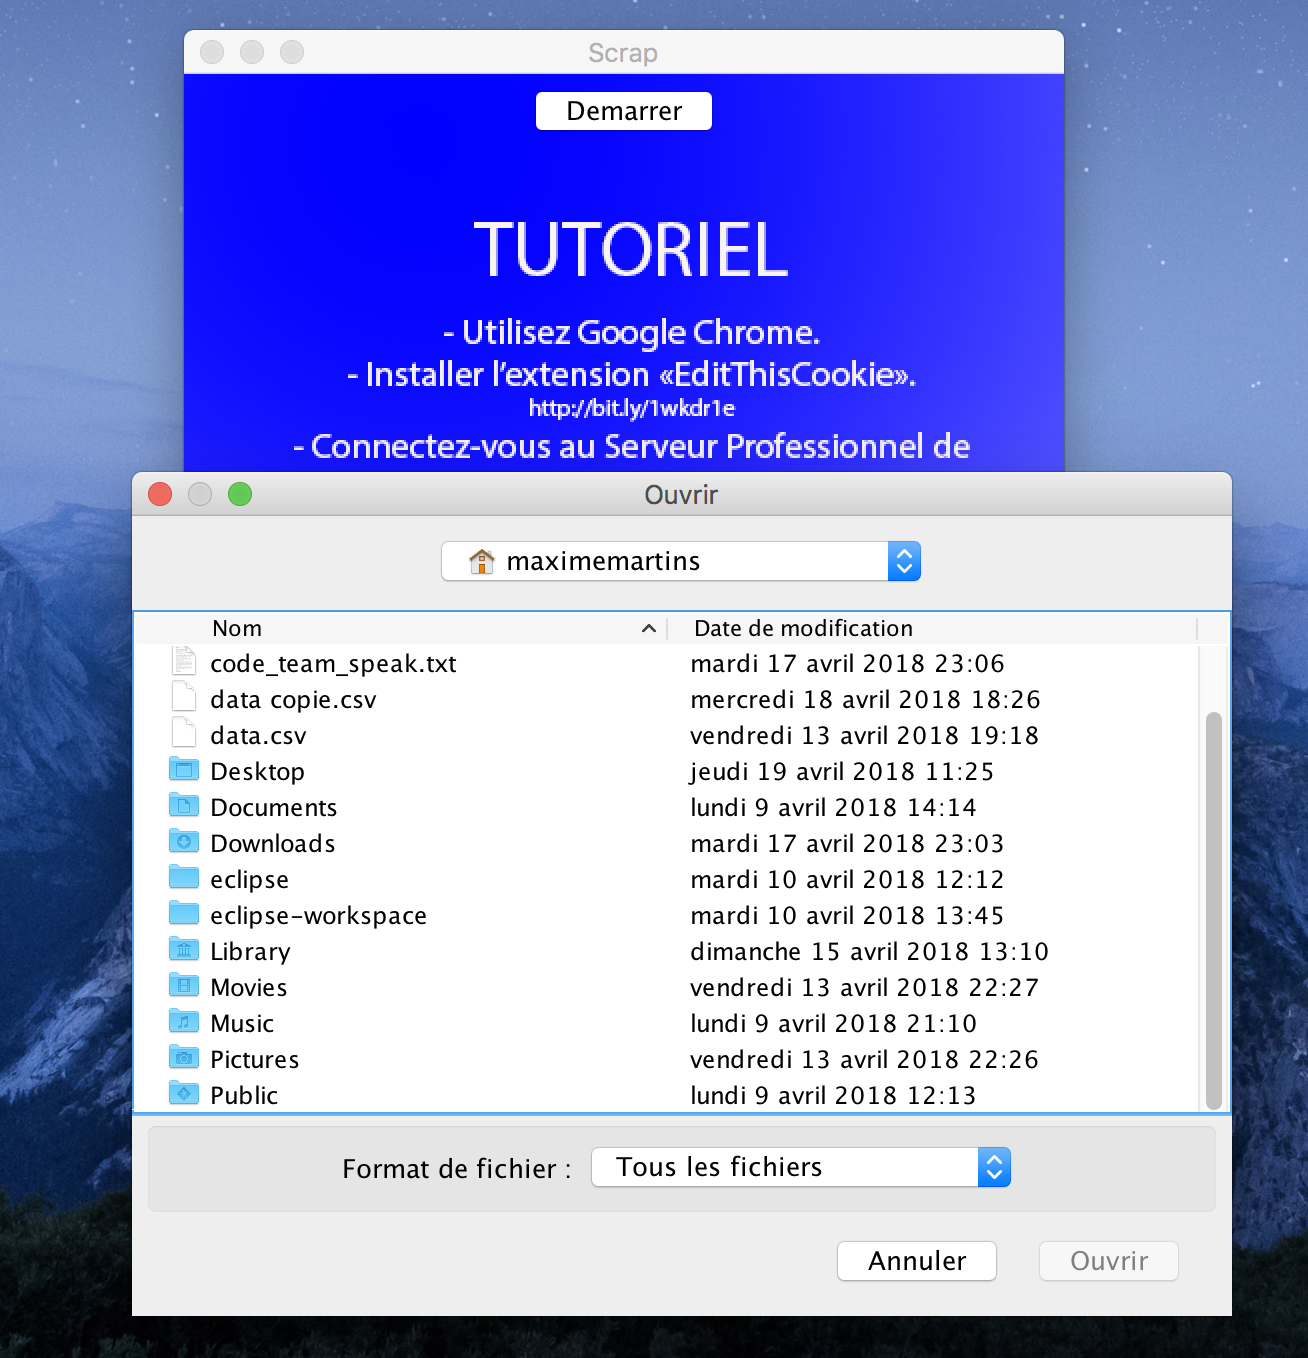 Scrap
Demarrer
TUTORIEL
- Utilisez Google Chrome.
- Installer l'extension «EditThisCookie».
http://bit.ly/1wkdr1e
- Connectez-vous au Serveur Professionnel de
Ouvrir
maximemartins
Nom Date de modification
code_team_speak.txt mardi 17 avril 2018 23:06
data copie.csv mercredi 18 avril 2018 18:26
data.csv vendredi 13 avril 2018 19:18
Desktop jeudi 19 avril 2018 11:25
Documents lundi 9 avril 2018 14:14
Downloads mardi 17 avril 2018 23:03
eclipse mardi 10 avril 2018 12:12
eclipse-workspace mardi 10 avril 2018 13:45
Library dimanche 15 avril 2018 13:10
Movies vendredi 13 avril 2018 22:27
Music lundi 9 avril 2018 21:10
Pictures vendredi 13 avril 2018 22:26
Public lundi 9 avril 2018 12:13
Format de fichier : Tous les fichiers
Annuler Ouvrir